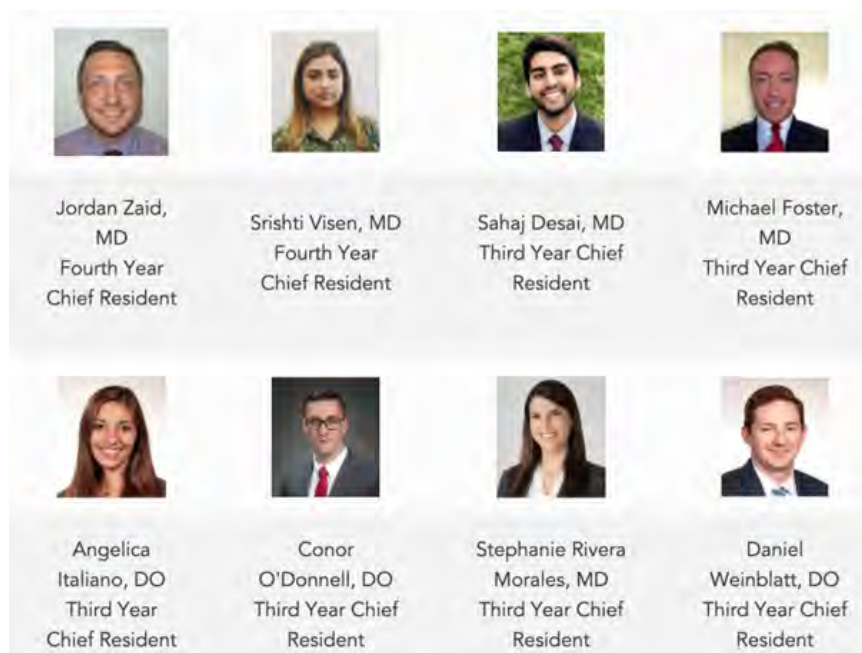 Jordan Zaid,
MD
Fourth Year
Chief Resident
Srishti Visen, MD
Fourth Year
Chief Resident
Sahaj Desai, MD
Third Year Chief
Resident
Michael Foster,
MD
Third Year Chief
Resident
Angelica
Italiano, DO
Third Year
Chief Resident
Conor
O'Donnell, DO
Third Year Chief
Resident
Stephanie Rivera
Morales, MD
Third Year Chief
Resident
Daniel
Weinblatt, DO
Third Year Chief
Resident